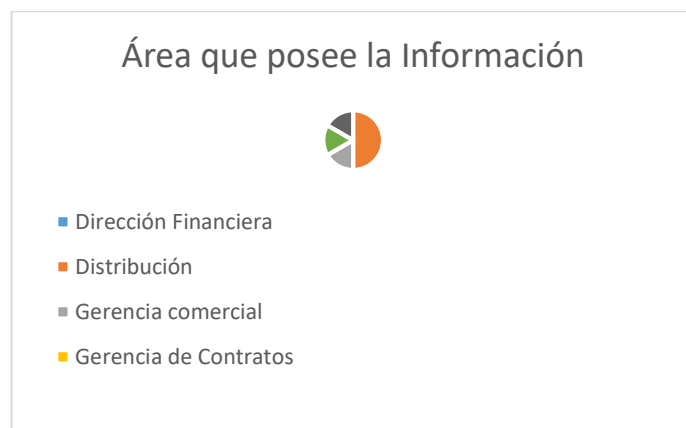 Área que posee la Información
Dirección Financiera
Distribución
Gerencia comercial
Gerencia de Contratos